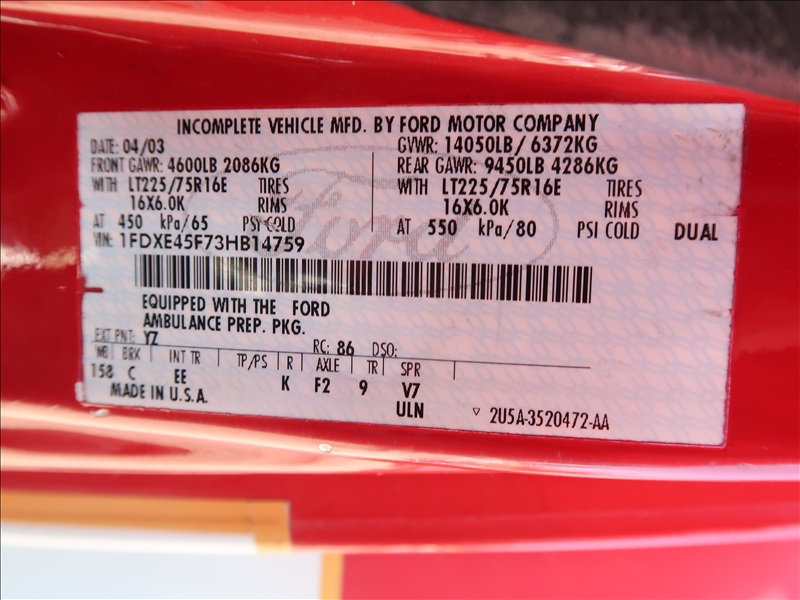 INCOMPLETE VEHICLE MFD. BY FORD MOTOR COMPANY
DATE: 04/03 GVWR: 14050LB/ 6372KG
FRONT GAWR: 4600LB 2086KG REAR GAWR: 9450LB 4286KG
WITH LT225/75R16E TIRES WITH LT225/75R16E TIRES
16X6.0K RIMS 16X6.0K RIMS
AT 450 kPa/65 PSI COLD AT 550 kPa/80 PSI COLD DUAL
VIN: 1FDXE45F73HB14759
Ford
EQUIPPED WITH THE FORD
AMBULANCE PREP. PKG.
EXT PNT: YZ RC: 86 DSO:
WB BRK INT TR TP/PS R AXLE TR SPR
158 C EE K F2 9 V7
MADE IN U.S.A. ULN ▽ 2U5A-3520472-AA